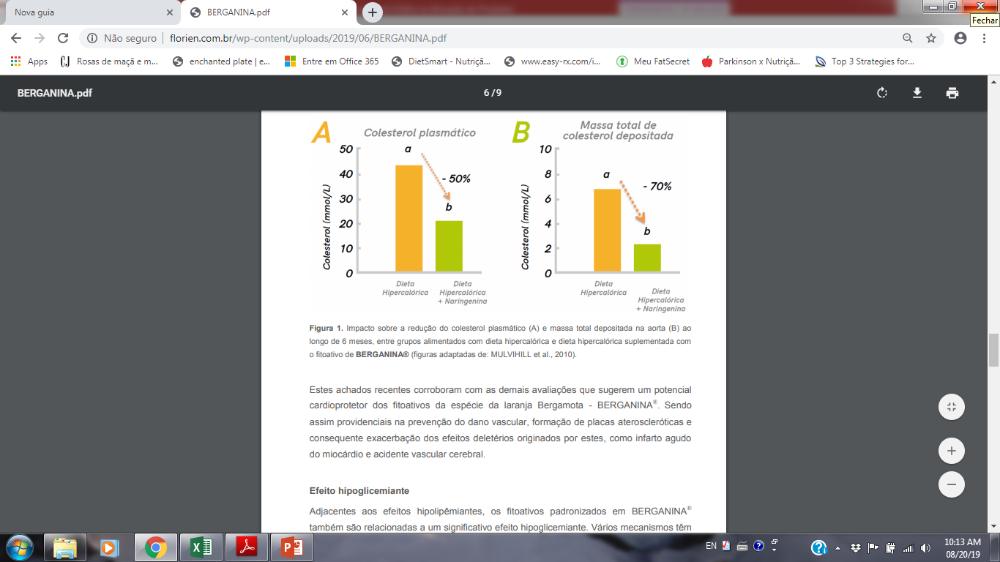 Nova guia
BERGANINA.pdf
Fechar
Não seguro
florien.com.br/wp-content/uploads/2019/06/BERGANINA.pdf
Apps
Rosas de maçã e m...
enchanted plate | e...
Entre em Office 365
DietSmart - Nutriçã...
www.easy-rx.com/i...
Meu FatSecret
Parkinson x Nutriçã...
Top 3 Strategies for...
BERGANINA.pdf
6 / 9
A
Colesterol plasmático
50
40
30
20
10
0
Colesterol (mmol/L)
a
- 50%
b
Dieta
Hipercalórica
Dieta
Hipercalórica
+ Naringenina
B
Massa total de
colesterol depositada
10
8
6
4
2
0
Colesterol (mmol/L)
a
- 70%
b
Dieta
Hipercalórica
Dieta
Hipercalórica
+ Naringenina
Figura 1. Impacto sobre a redução do colesterol plasmático (A) e massa total depositada na aorta (B) ao
longo de 6 meses, entre grupos alimentados com dieta hipercalórica e dieta hipercalórica suplementada com
o fitoativo de BERGANINA® (figuras adaptadas de: MULVIHILL et al., 2010).
Estes achados recentes corroboram com as demais avaliações que sugerem um potencial
cardioprotetor dos fitoativos da espécie da laranja Bergamota - BERGANINA®. Sendo
assim providenciais na prevenção do dano vascular, formação de placas ateroscleróticas e
consequente exacerbação dos efeitos deletérios originados por estes, como infarto agudo
do miocárdio e acidente vascular cerebral.
Efeito hipoglicemiante
Adjacentes aos efeitos hipolipêmiantes, os fitoativos padronizados em BERGANINA®
também são relacionadas a um significativo efeito hipoglicemiante. Vários mecanismos têm
EN
10:13 AM
08/20/19